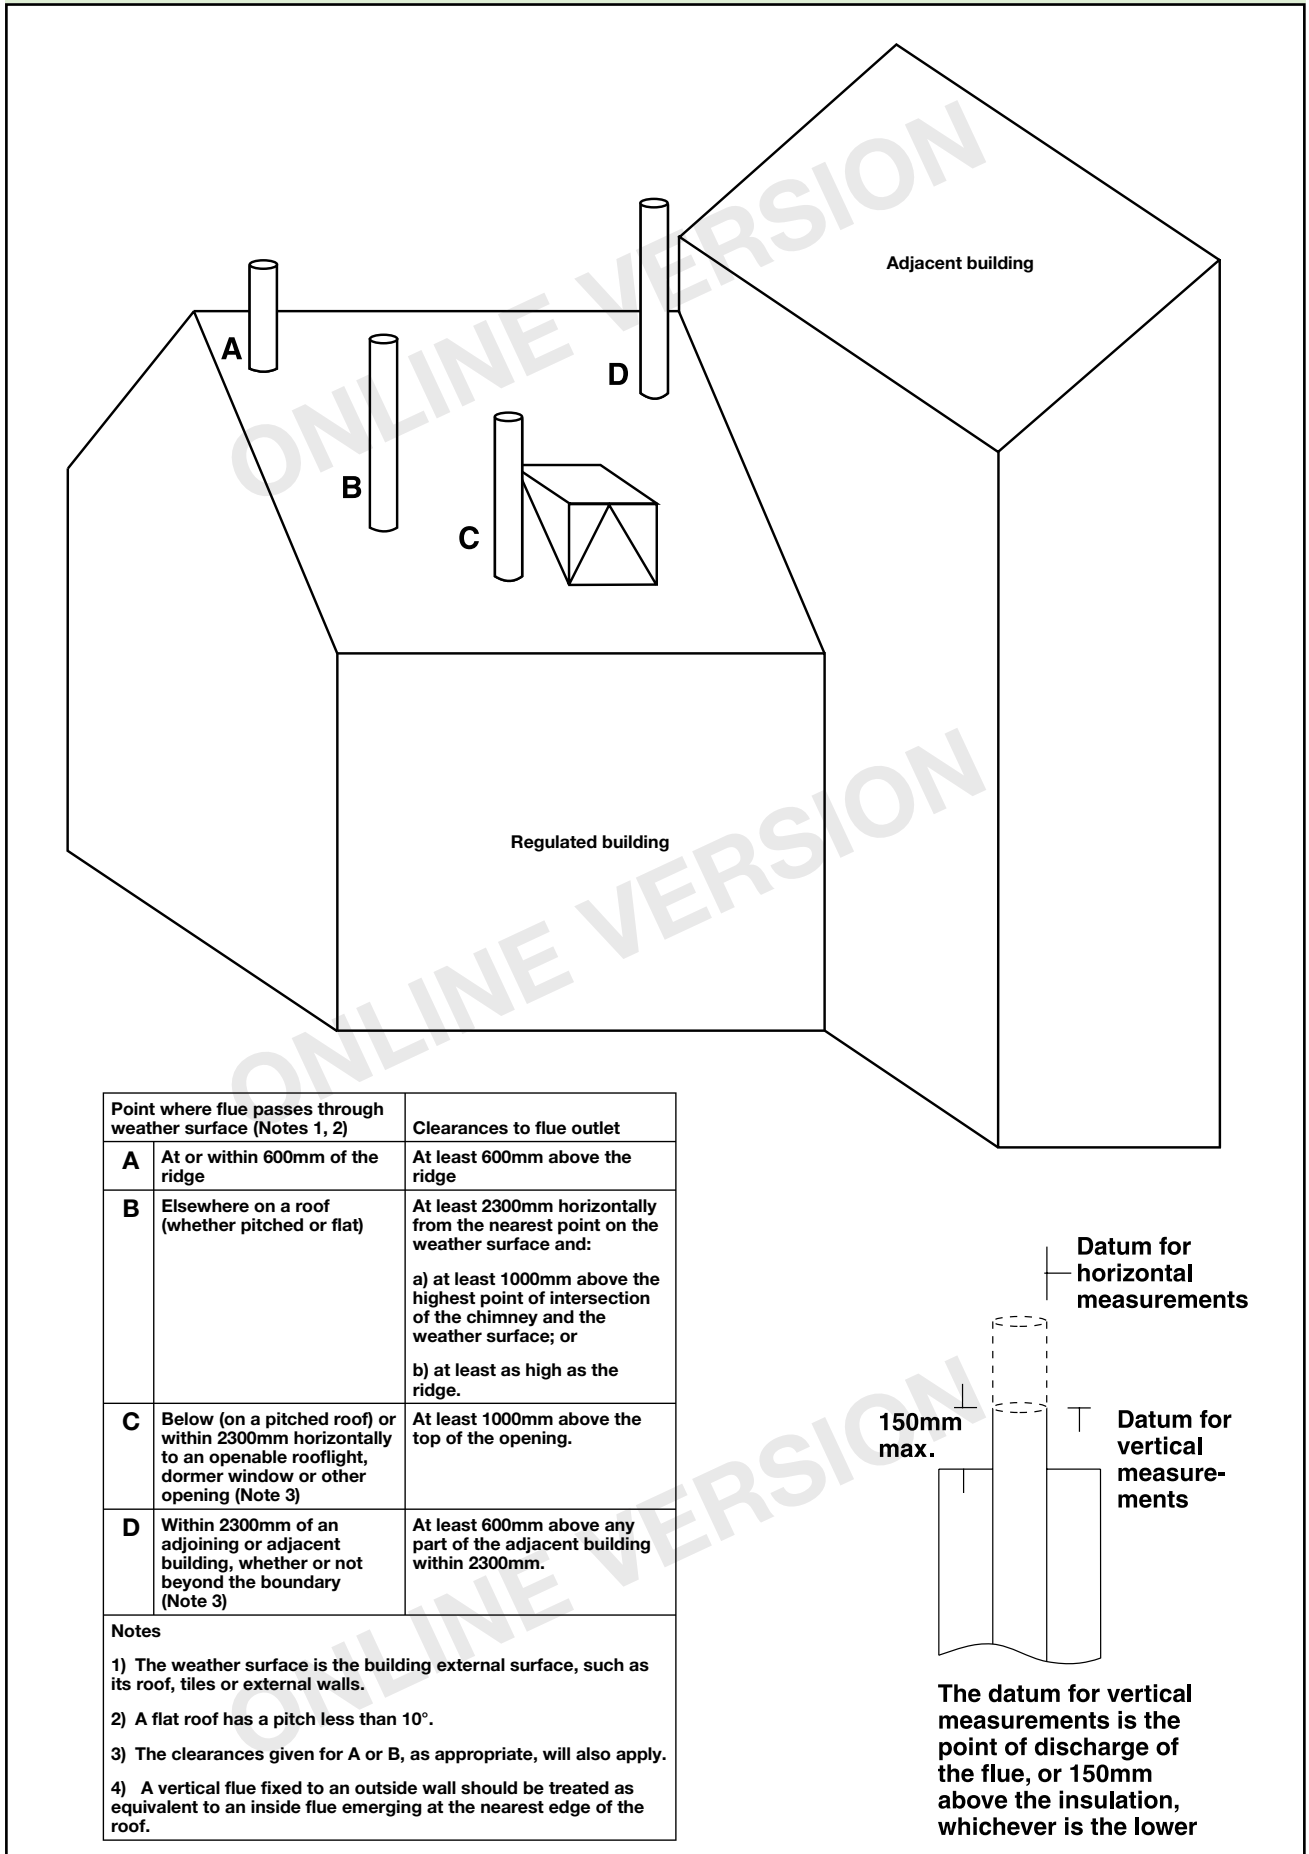 ONLINE VERSION
Adjacent building
A
D
B
C
Regulated building
ONLINE VERSION
Point where flue passes through
weather surface (Notes 1, 2)
Clearances to flue outlet
A
At or within 600mm of the
ridge
At least 600mm above the
ridge
B
Elsewhere on a roof
(whether pitched or flat)
At least 2300mm horizontally
from the nearest point on the
weather surface and:
a) at least 1000mm above the
highest point of intersection
of the chimney and the
weather surface; or
b) at least as high as the
ridge.
C
Below (on a pitched roof) or
within 2300mm horizontally
to an openable rooflight,
dormer window or other
opening (Note 3)
At least 1000mm above the
top of the opening.
D
Within 2300mm of an
adjoining or adjacent
building, whether or not
beyond the boundary
(Note 3)
At least 600mm above any
part of the adjacent building
within 2300mm.
Notes
1) The weather surface is the building external surface, such as
its roof, tiles or external walls.
2) A flat roof has a pitch less than 10°.
3) The clearances given for A or B, as appropriate, will also apply.
4) A vertical flue fixed to an outside wall should be treated as
equivalent to an inside flue emerging at the nearest edge of the
roof.
ONLINE VERSION
Datum for
horizontal
measurements
150mm
max.
Datum for
vertical
measure-
ments
The datum for vertical
measurements is the
point of discharge of
the flue, or 150mm
above the insulation,
whichever is the lower